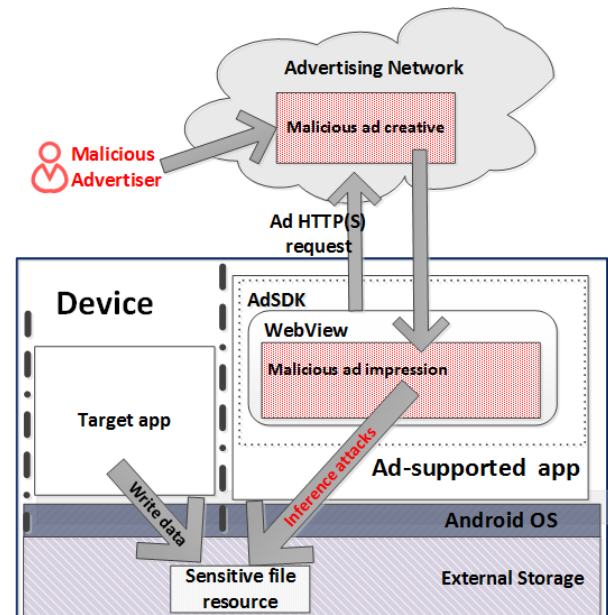 Advertising Network
Malicious ad creative
Malicious
Advertiser
Ad HTTP(S)
request
Device
AdSDK
WebView
Malicious ad impression
Target app
Inference attacks
Ad-supported app
Write data
Android OS
Sensitive file
resource
External Storage